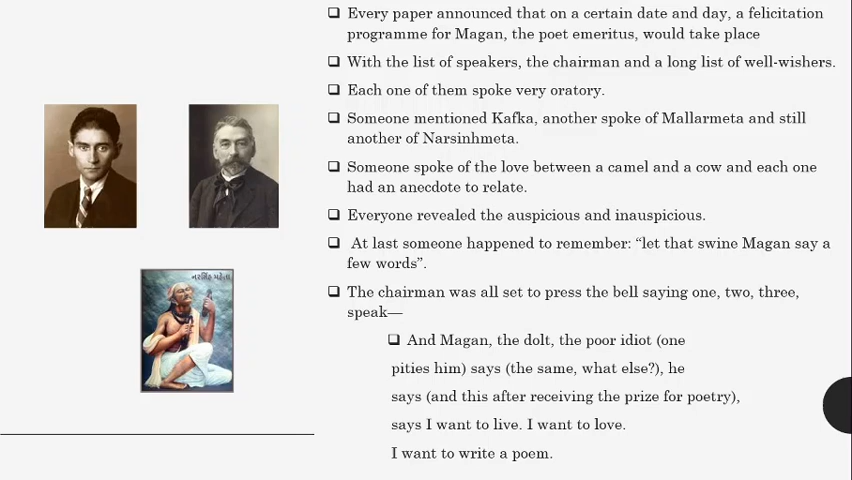 ❑ Every paper announced that on a certain date and day, a felicitation
programme for Magan, the poet emeritus, would take place
❑ With the list of speakers, the chairman and a long list of well-wishers.
❑ Each one of them spoke very oratory.
❑ Someone mentioned Kafka, another spoke of Mallarmeta and still
another of Narsinhmeta.
❑ Someone spoke of the love between a camel and a cow and each one
had an anecdote to relate.
❑ Everyone revealed the auspicious and inauspicious.
❑ At last someone happened to remember: “let that swine Magan say a
few words”.
❑ The chairman was all set to press the bell saying one, two, three,
speak—
❑ And Magan, the dolt, the poor idiot (one
pities him) says (the same, what else?), he
says (and this after receiving the prize for poetry),
says I want to live. I want to love.
I want to write a poem.
નરસિંહ મહેતા